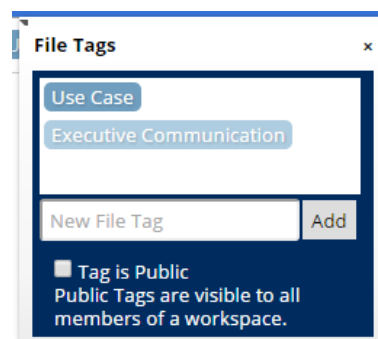 File Tags ×
Use Case
Executive Communication
New File Tag Add
Tag is Public
Public Tags are visible to all
members of a workspace.